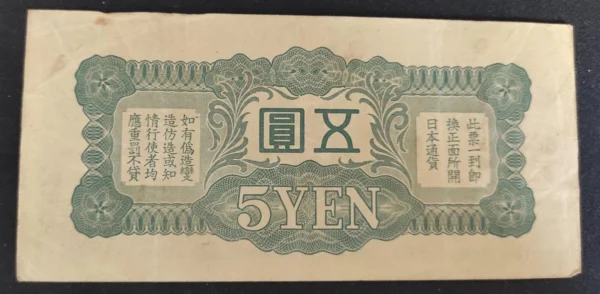 此票一到即
換正面所開
日本通貨
五圓
如有偽造變
造仿造或知
情行使者均
應重罰不貸
5YEN